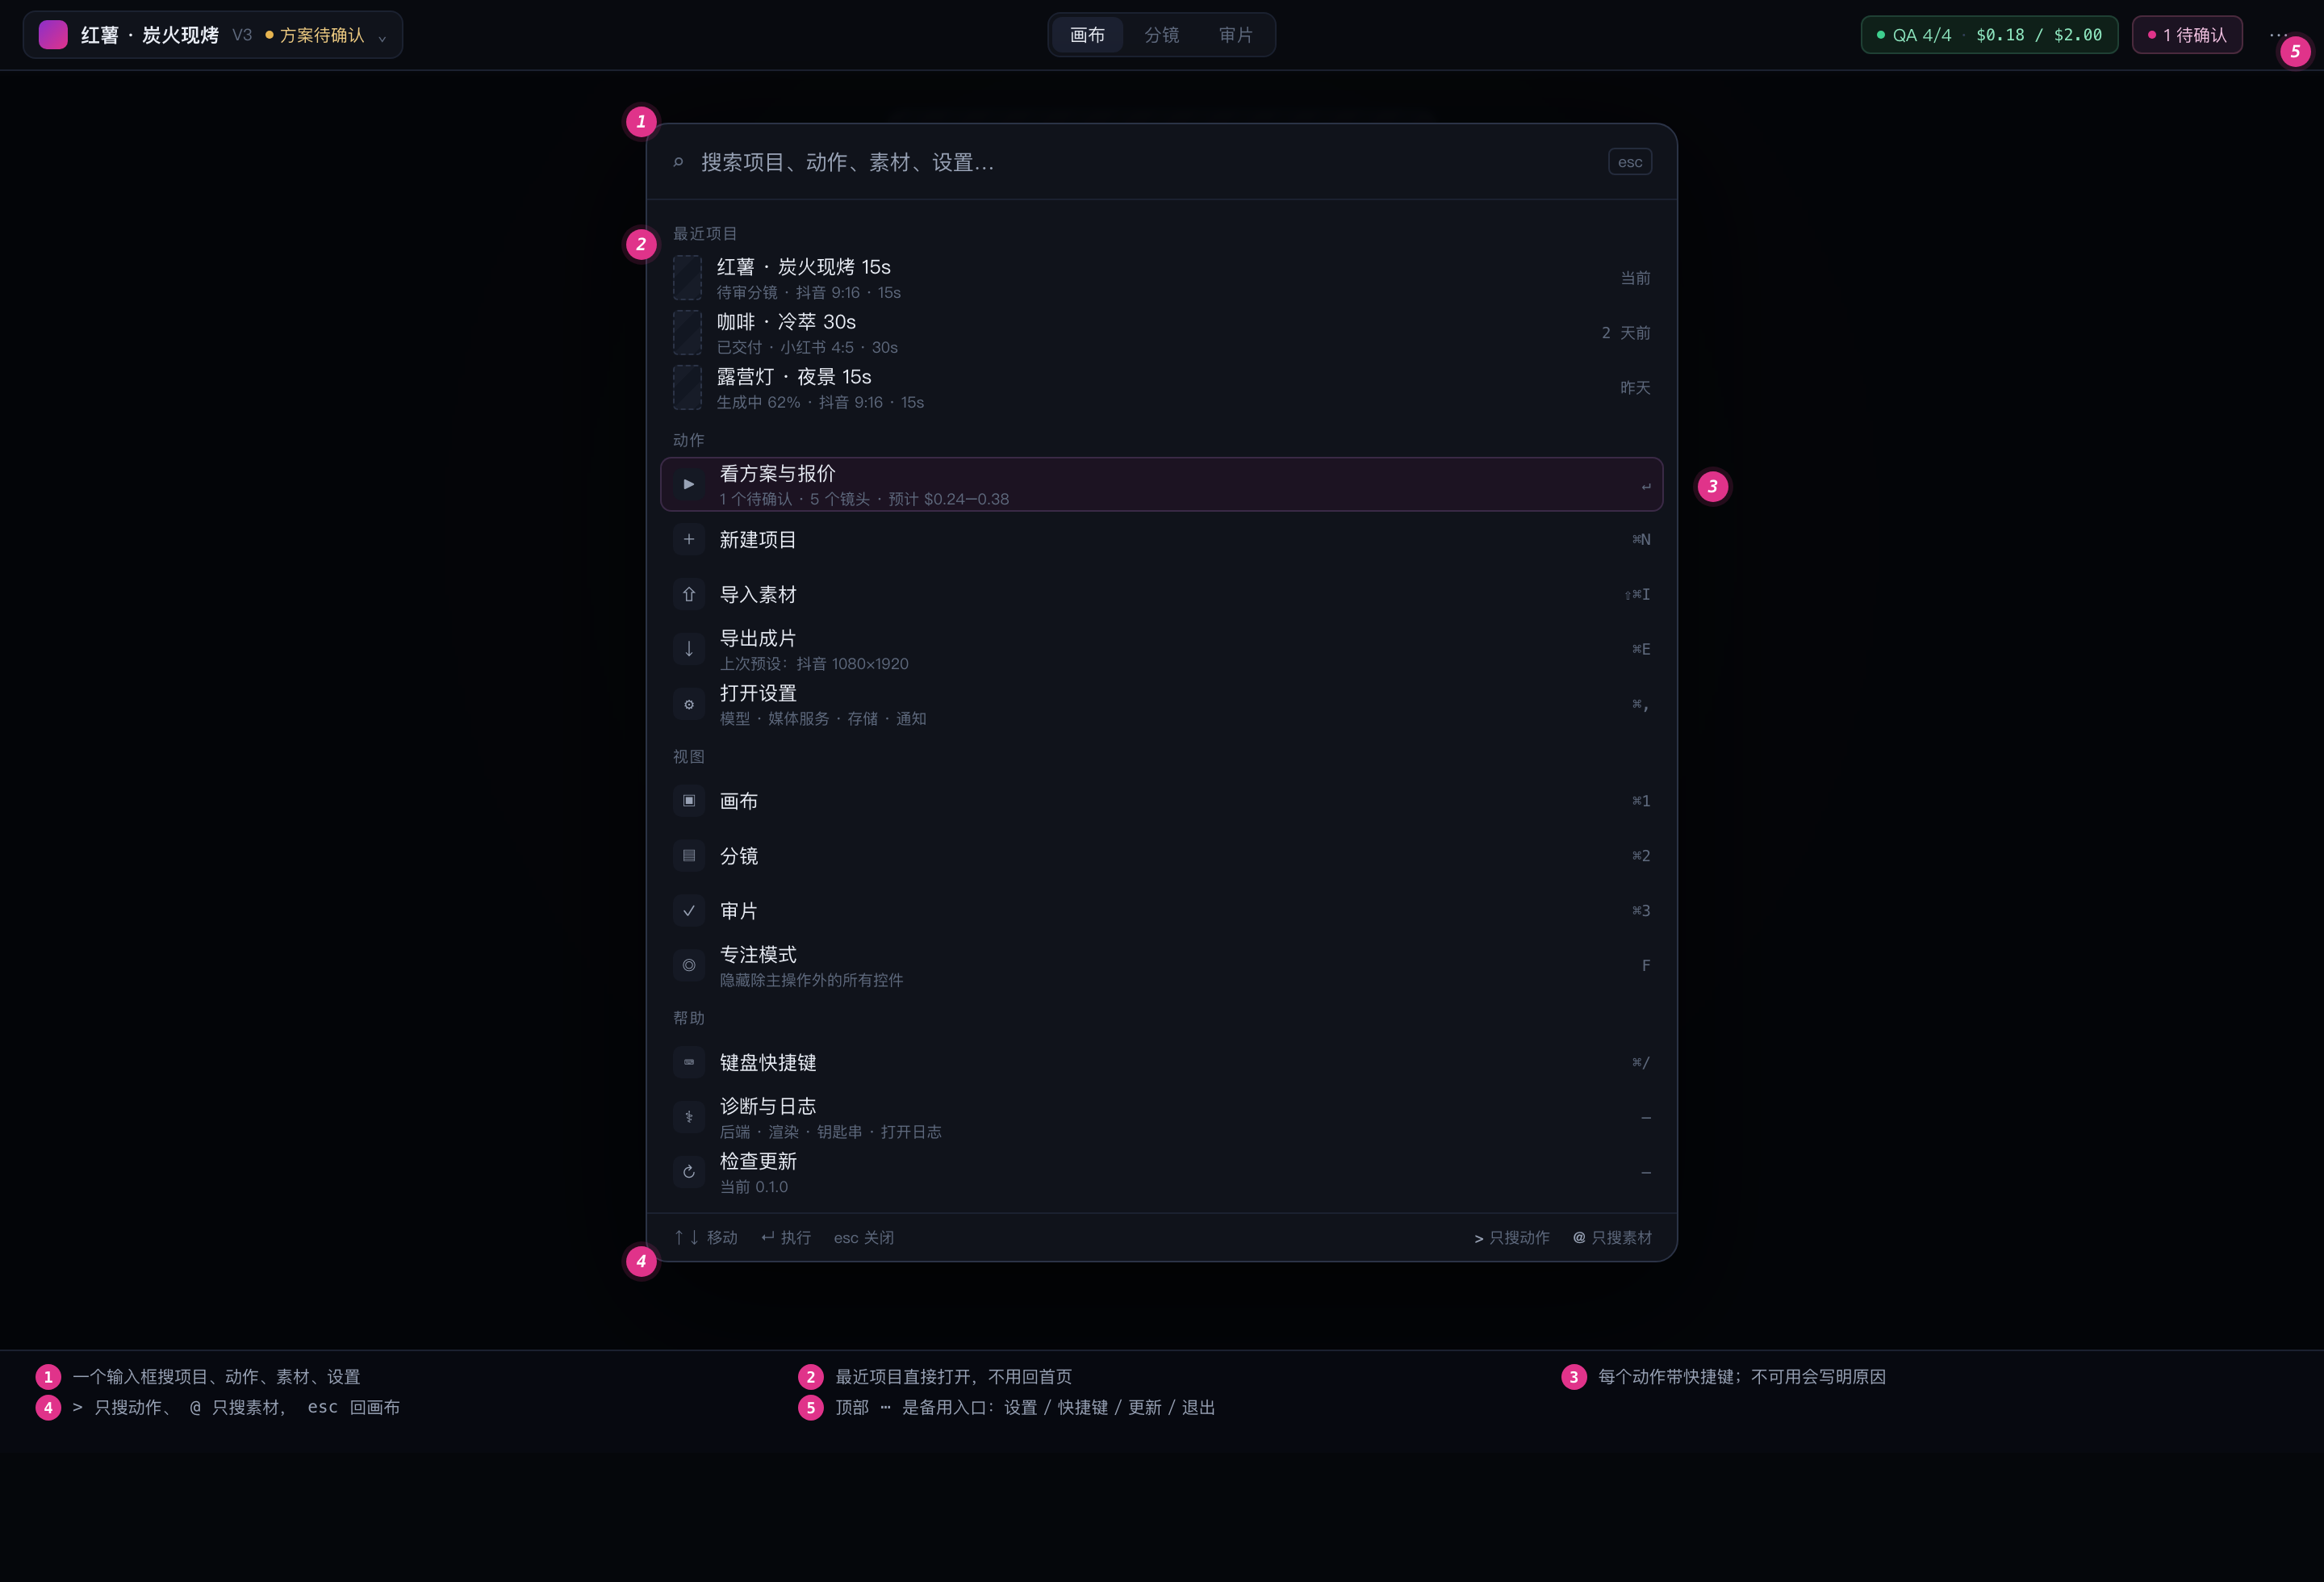 红薯 · 炭火现烤 V3 方案待确认
画布 分镜 审片
QA 4/4 · $0.18 / $2.00
1 待确认
⋯
5
1
搜索项目、动作、素材、设置…
esc
最近项目
2
红薯 · 炭火现烤 15s
待审分镜 · 抖音 9:16 · 15s
当前
咖啡 · 冷萃 30s
已交付 · 小红书 4:5 · 30s
2 天前
露营灯 · 夜景 15s
生成中 62% · 抖音 9:16 · 15s
昨天
动作
看方案与报价
1 个待确认 · 5 个镜头 · 预计 $0.24—0.38
↵
3
新建项目 ⌘N
导入素材 ⇧⌘I
导出成片
上次预设：抖音 1080×1920
⌘E
打开设置
模型 · 媒体服务 · 存储 · 通知
⌘,
视图
画布 ⌘1
分镜 ⌘2
审片 ⌘3
专注模式
隐藏除主操作外的所有控件
F
帮助
键盘快捷键 ⌘/
诊断与日志
后端 · 渲染 · 钥匙串 · 打开日志
—
检查更新
当前 0.1.0
—
↑↓ 移动 ↵ 执行 esc 关闭 > 只搜动作 @ 只搜素材
4
1 一个输入框搜项目、动作、素材、设置
2 最近项目直接打开，不用回首页
3 每个动作带快捷键；不可用会写明原因
4 > 只搜动作、 @ 只搜素材， esc 回画布
5 顶部 ⋯ 是备用入口：设置 / 快捷键 / 更新 / 退出